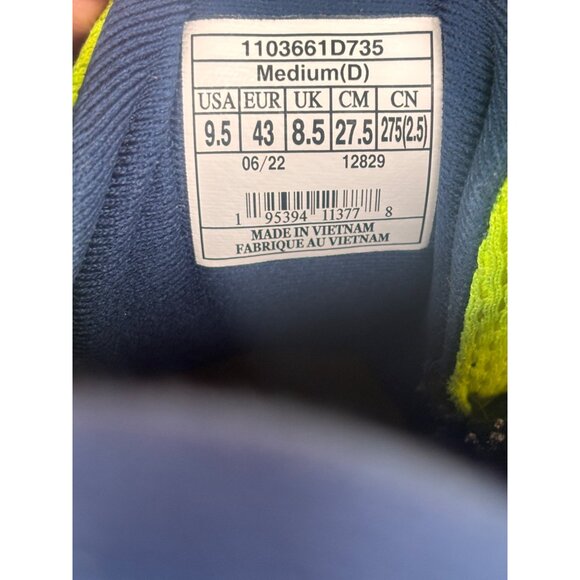 1103661D735
Medium(D)
USA EUR UK CM CN
9.5 43 8.5 27.5 275(2.5)
06/22 12829
1 95394 11377 8
MADE IN VIETNAM
FABRIQUE AU VIETNAM